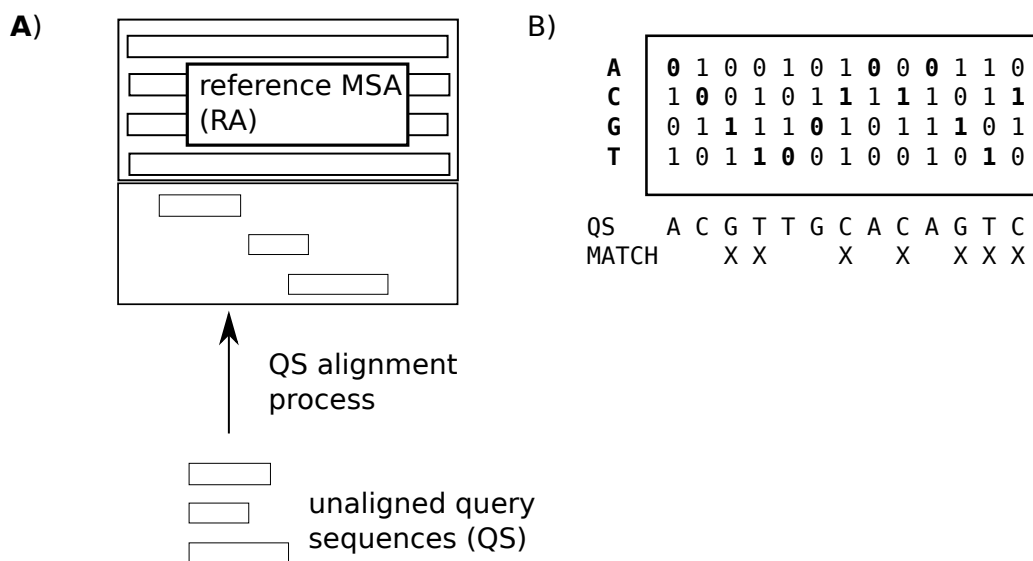 A)
reference MSA
(RA)
QS alignment
process
unaligned query
sequences (QS)
B)
A 0 1 0 0 1 0 1 0 0 0 1 1 0
C 1 0 0 1 0 1 1 1 1 1 0 1 1
G 0 1 1 1 1 0 1 0 1 1 1 0 1
T 1 0 1 1 0 0 1 0 0 1 0 1 0
QS A C G T T G C A C A G T C
MATCH X X X X X X X